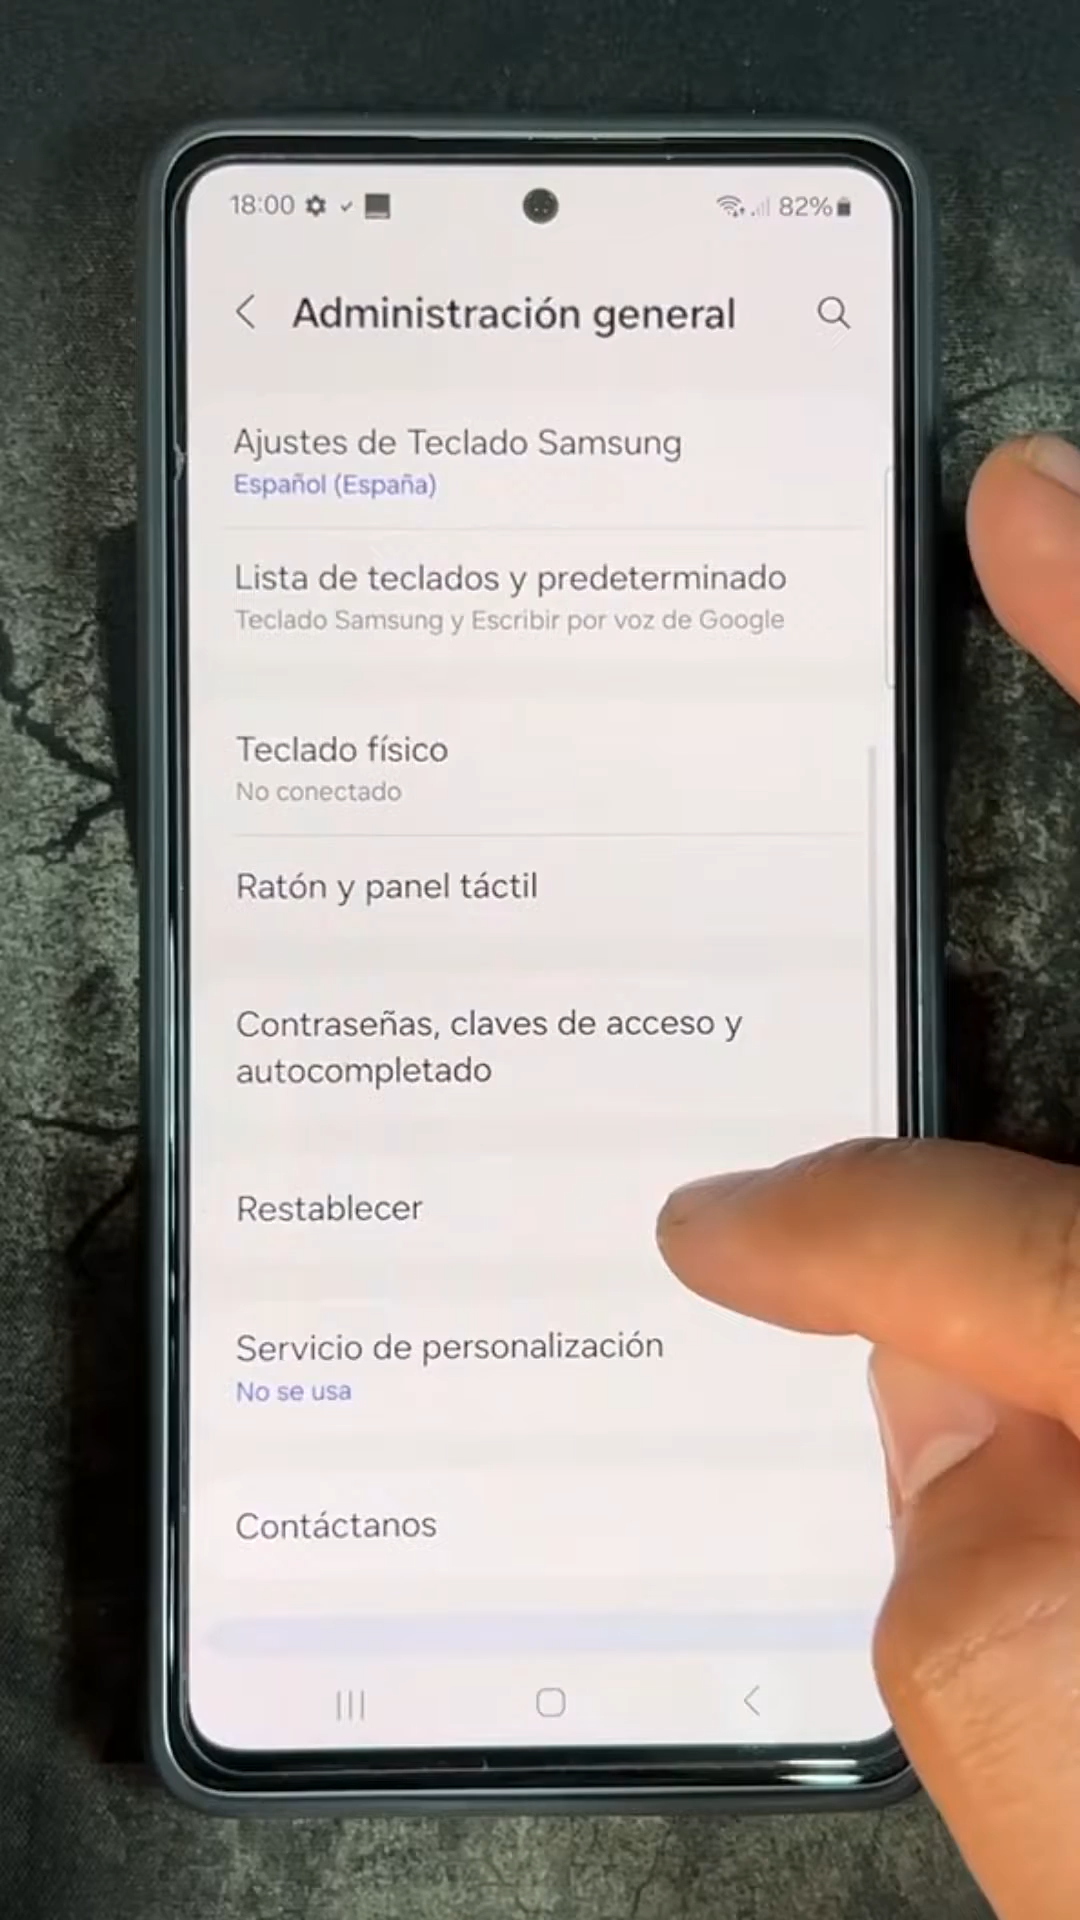 18:00 82%
Administración general
Ajustes de Teclado Samsung
Español (España)
Lista de teclados y predeterminado
Teclado Samsung y Escribir por voz de Google
Teclado físico
No conectado
Ratón y panel táctil
Contraseñas, claves de acceso y
autocompletado
Restablecer
Servicio de personalización
No se usa
Contáctanos